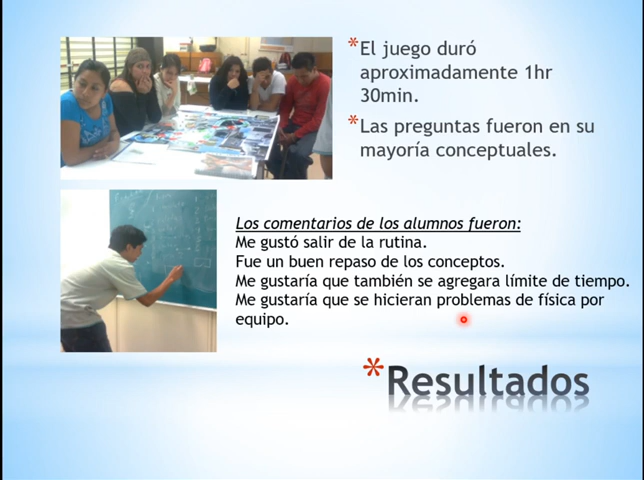 *El juego duró
aproximadamente 1hr
30min.
*Las preguntas fueron en su
mayoría conceptuales.
Los comentarios de los alumnos fueron:
Me gustó salir de la rutina.
Fue un buen repaso de los conceptos.
Me gustaría que también se agregara límite de tiempo.
Me gustaría que se hicieran problemas de física por
equipo.
*Resultados